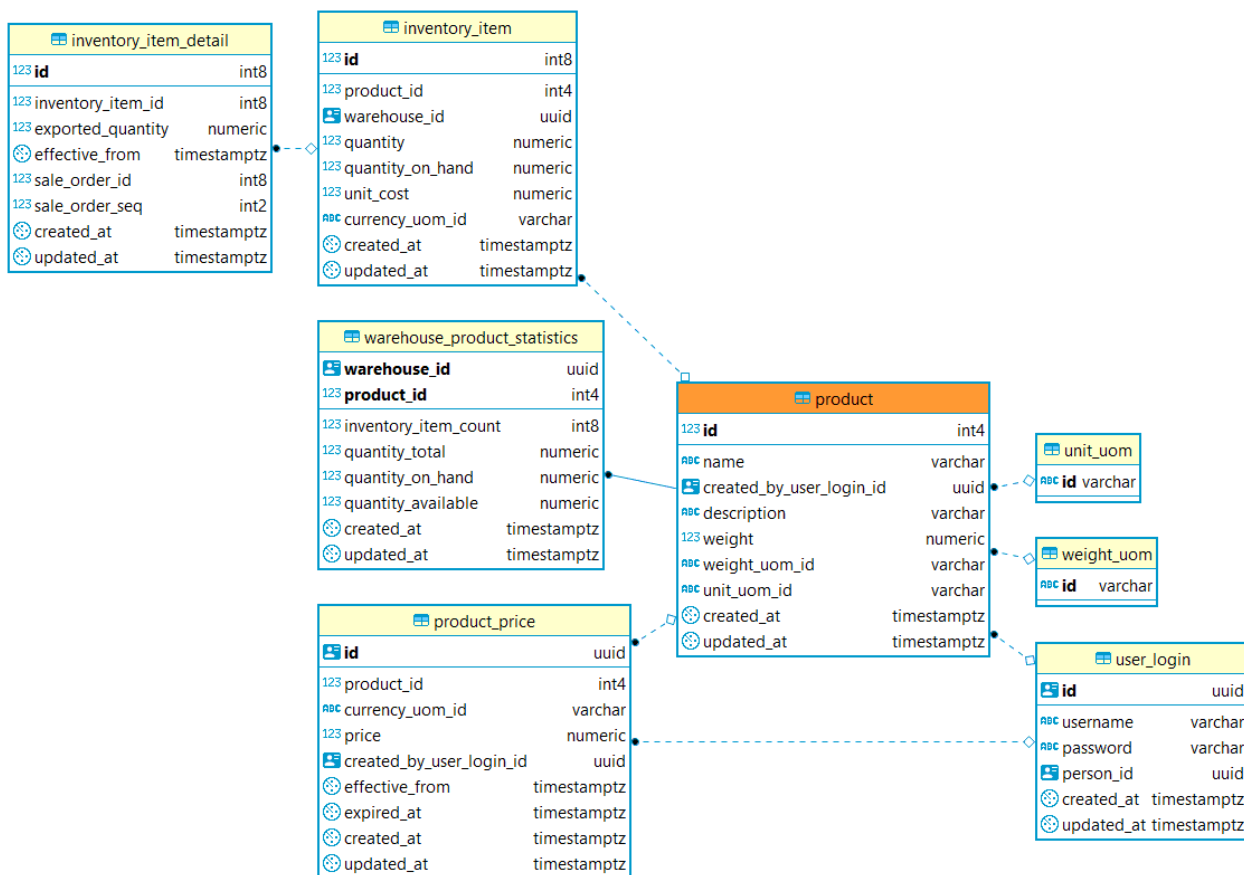 inventory_item_detail
123 id int8
123 inventory_item_id int8
123 exported_quantity numeric
effective_from timestamptz
123 sale_order_id int8
123 sale_order_seq int2
created_at timestamptz
updated_at timestamptz
inventory_item
123 id int8
123 product_id int4
warehouse_id uuid
123 quantity numeric
123 quantity_on_hand numeric
123 unit_cost numeric
ABC currency_uom_id varchar
created_at timestamptz
updated_at timestamptz
warehouse_product_statistics
warehouse_id uuid
123 product_id int4
123 inventory_item_count int8
123 quantity_total numeric
123 quantity_on_hand numeric
123 quantity_available numeric
created_at timestamptz
updated_at timestamptz
product
123 id int4
ABC name varchar
created_by_user_login_id uuid
ABC description varchar
123 weight numeric
ABC weight_uom_id varchar
ABC unit_uom_id varchar
created_at timestamptz
updated_at timestamptz
unit_uom
ABC id varchar
weight_uom
ABC id varchar
product_price
id uuid
123 product_id int4
ABC currency_uom_id varchar
123 price numeric
created_by_user_login_id uuid
effective_from timestamptz
expired_at timestamptz
created_at timestamptz
updated_at timestamptz
user_login
id uuid
ABC username varchar
ABC password varchar
person_id uuid
created_at timestamptz
updated_at timestamptz